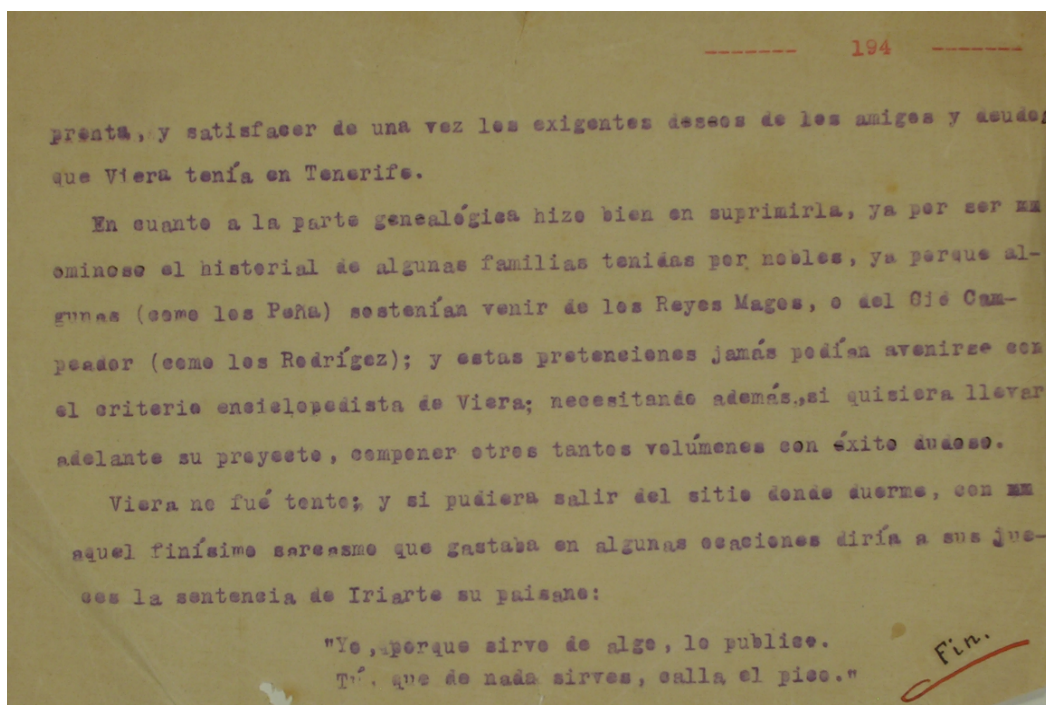 ------- 194 -------
prenta, y satisfacer de una vez los exigentes deseos de los amigos y deudos
que Viera tenía en Tenerife.
En cuanto a la parte genealógica hizo bien en suprimirla, ya por ser
ominoso el historial de algunas familias tenidas por nobles, ya porque al-
gunas (como los Peña) sostenían venir de los Reyes Magos, o del Cid Cam-
peador (como los Rodrígez); y estas pretenciones jamás podían avenirse con
el criterio enciclopedista de Viera; necesitando además, si quisiera llevar
adelante su proyecto, componer otros tantos volúmenes con éxito dudoso.
Viera no fué tonto; y si pudiera salir del sitio donde duerme, con
aquel finísimo sarcasmo que gastaba en algunas ocaciones diría a sus jue-
ces la sentencia de Iriarte su paisano:
"Yo, porque sirve de algo, lo publico.
Tú, que de nada sirves, calla el pico."
Fin.